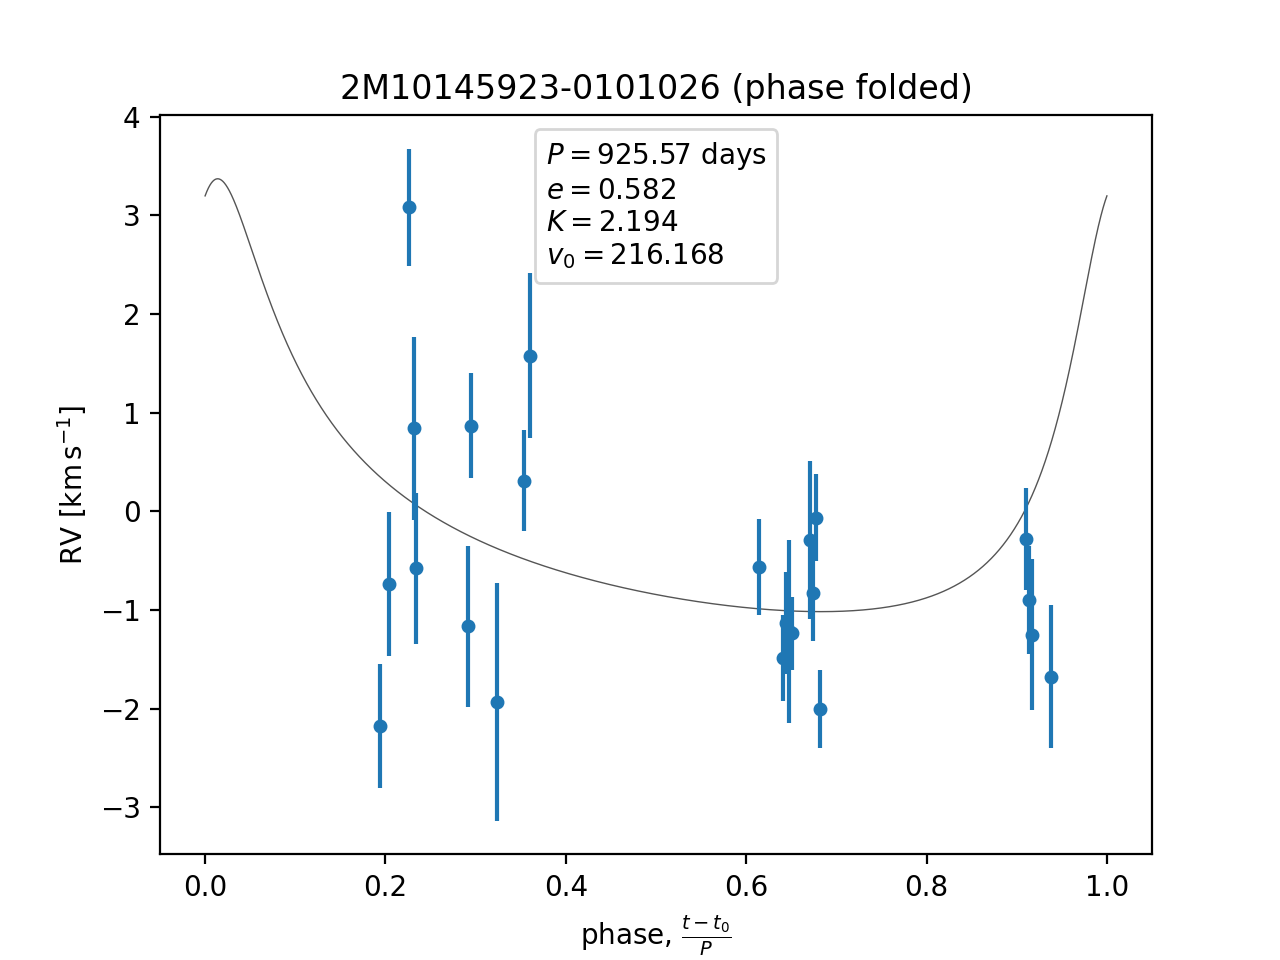 2M10145923-0101026 (phase folded)
P = 925.57 days
e = 0.582
K = 2.194
v₀ = 216.168
RV [km s⁻¹]
4
3
2
1
0
−1
−2
−3
0.0 0.2 0.4 0.6 0.8 1.0
phase, (t − t₀)/P